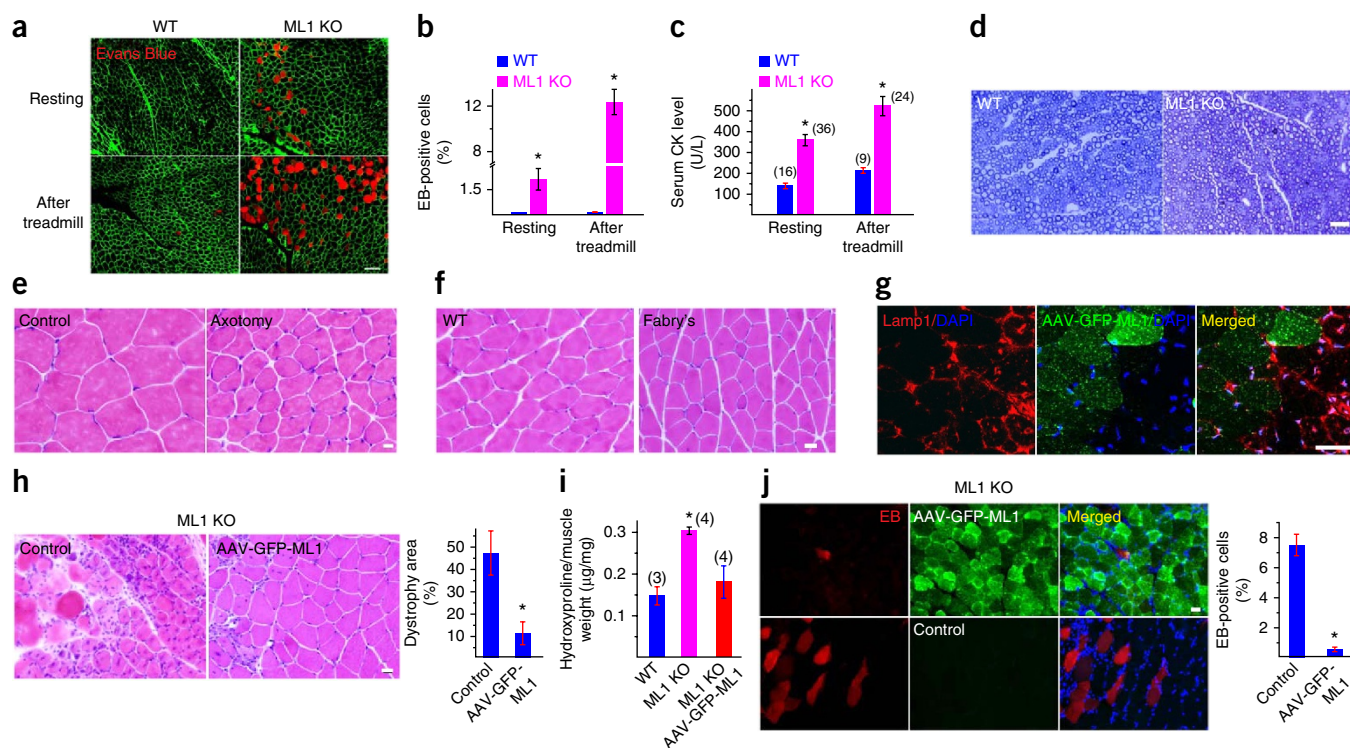 a
WT
ML1 KO
Evans Blue
Resting
After
treadmill
b
WT
ML1 KO
EB-positive cells
(%)
12
8
1.5
*
*
Resting
After
treadmill
c
WT
ML1 KO
Serum CK level
(U/L)
500
400
300
200
100
(16)
* (36)
(9)
* (24)
Resting
After
treadmill
d
WT
ML1 KO
e
Control
Axotomy
f
WT
Fabry's
g
Lamp1/DAPI
AAV-GFP-ML1/DAPI
Merged
h
ML1 KO
Control
AAV-GFP-ML1
Dystrophy area
(%)
50
40
30
20
10
*
Control
AAV-GFP-
ML1
i
Hydroxyproline/muscle
weight (µg/mg)
0.3
0.15
(3)
* (4)
(4)
WT
ML1 KO
ML1 KO
AAV-GFP-ML1
j
ML1 KO
EB
AAV-GFP-ML1
Merged
Control
EB-positive cells
(%)
8
6
4
2
*
Control
AAV-GFP-
ML1